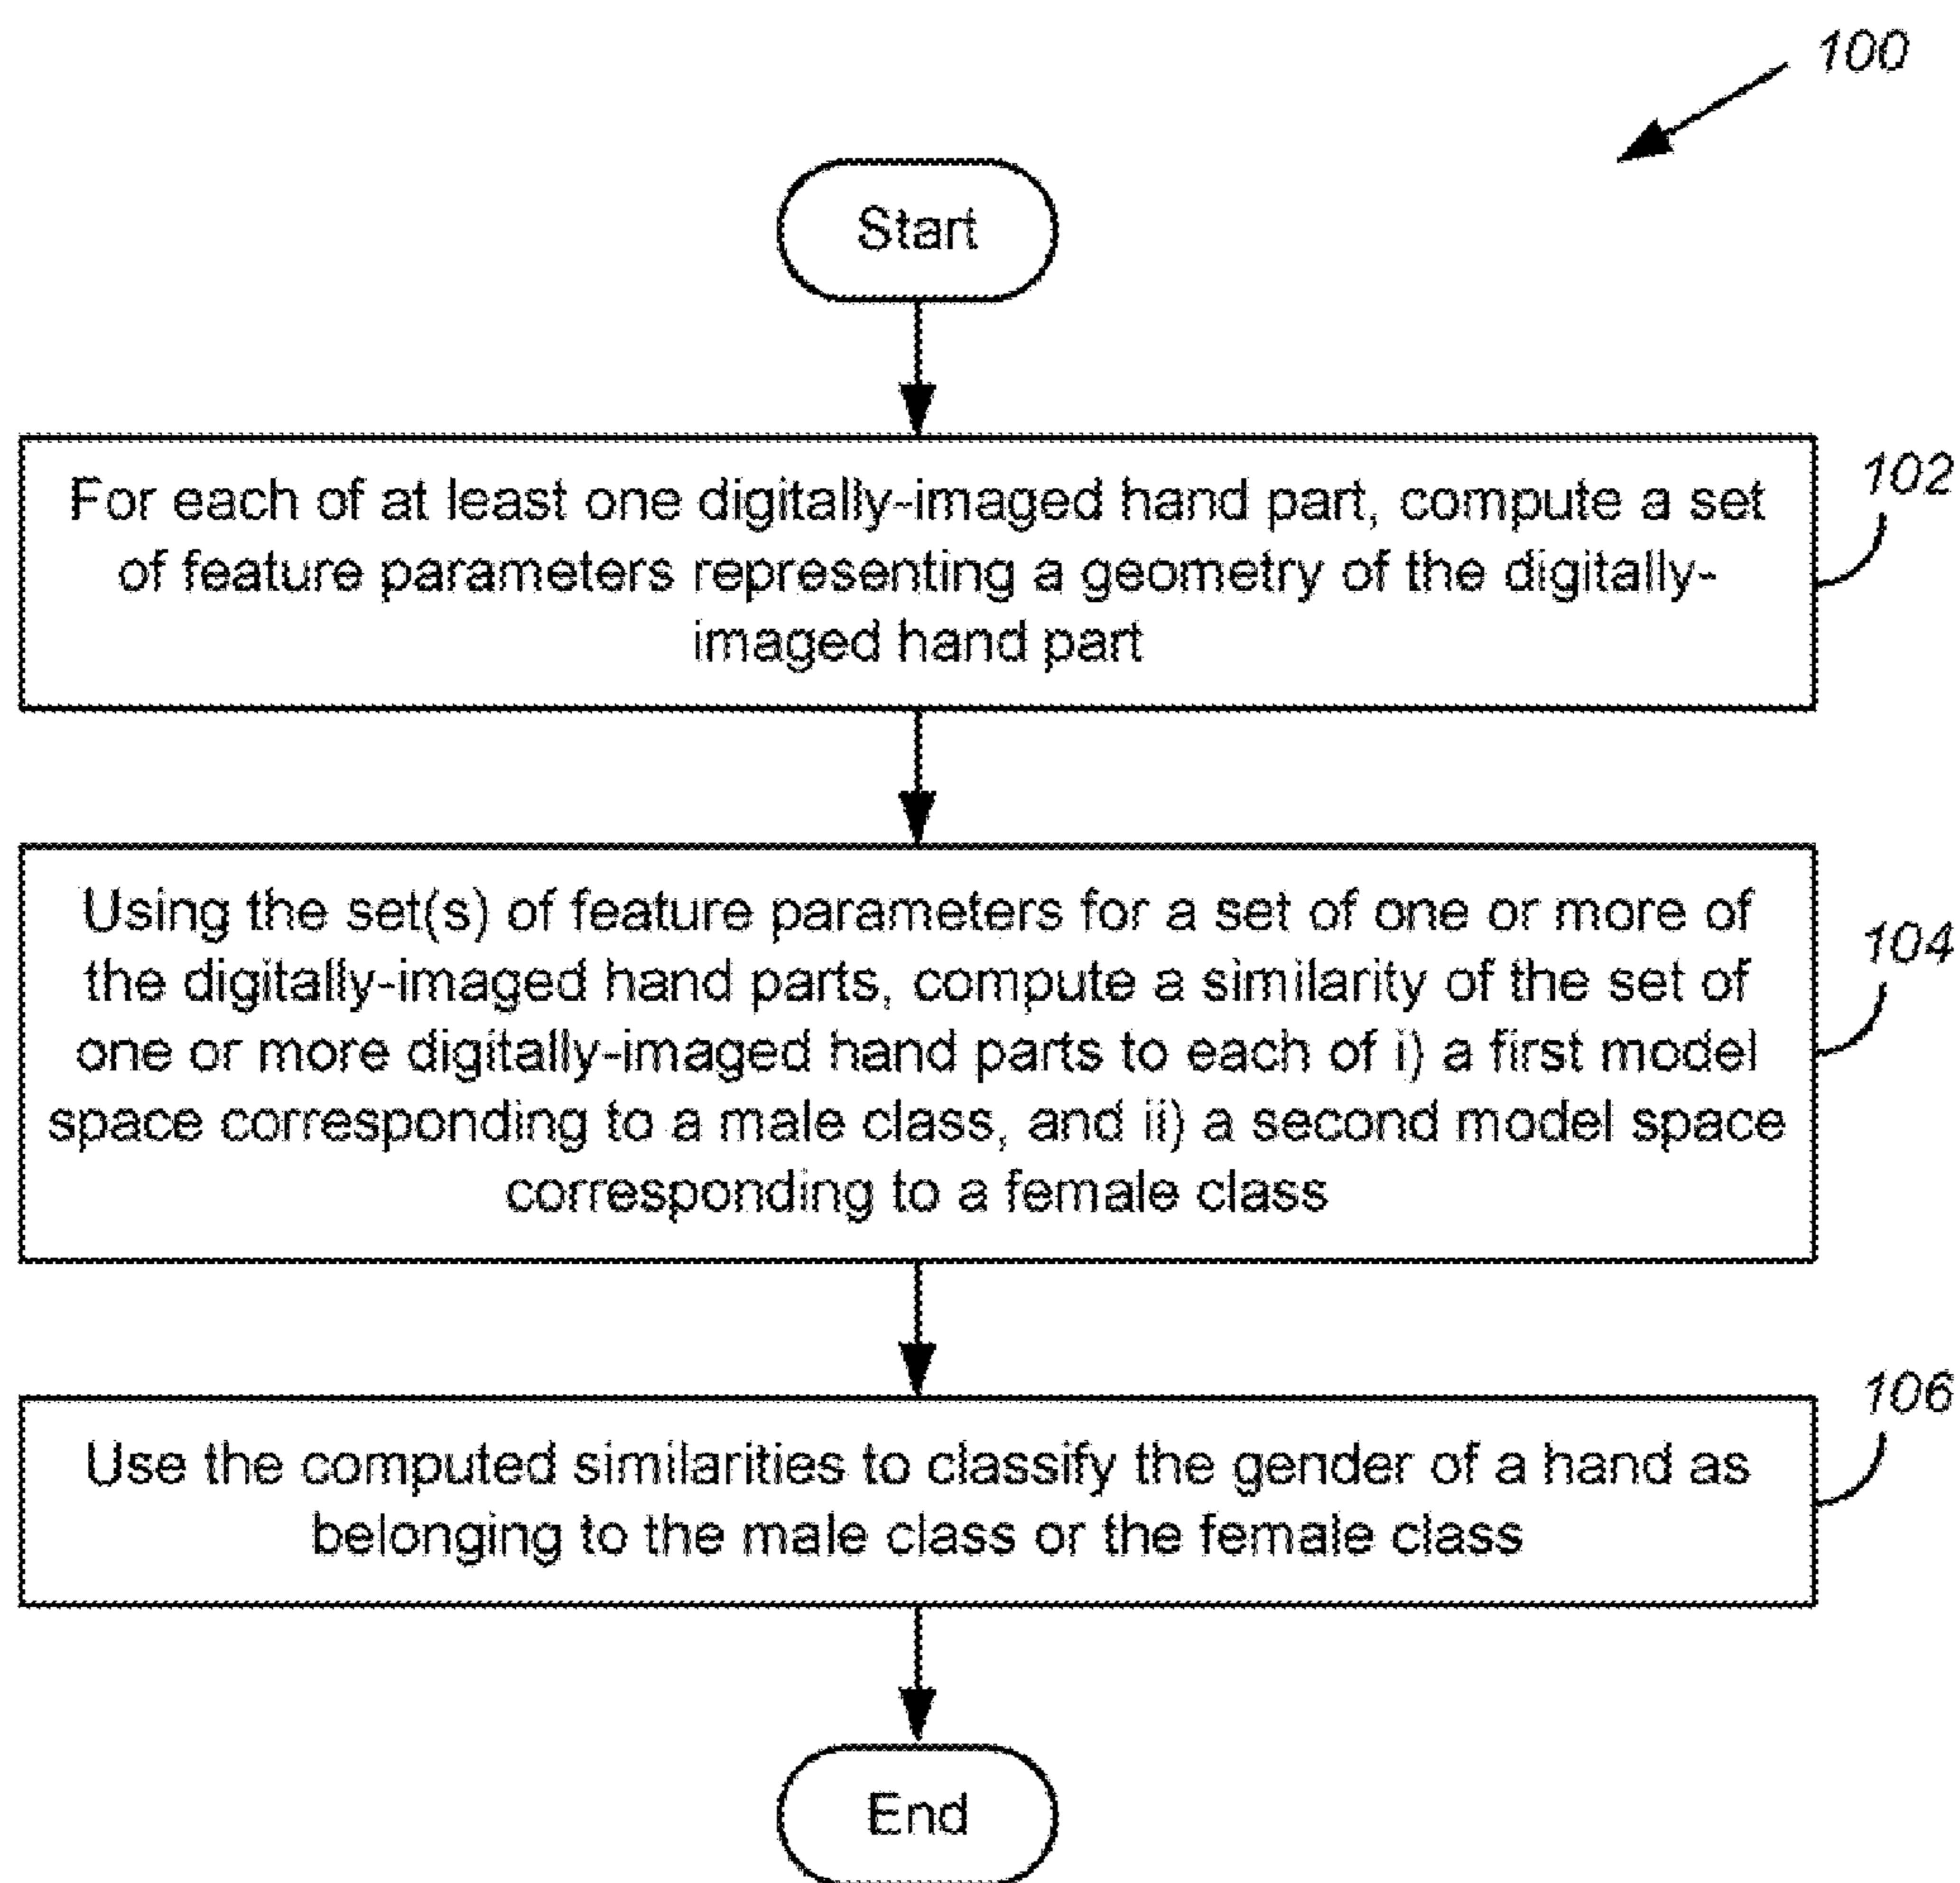 100
Start
For each of at least one digitally-imaged hand part, compute a set
of feature parameters representing a geometry of the digitally-
imaged hand part
102
Using the set(s) of feature parameters for a set of one or more of
the digitally-imaged hand parts, compute a similarity of the set of
one or more digitally-imaged hand parts to each of i) a first model
space corresponding to a male class, and ii) a second model space
corresponding to a female class
104
Use the computed similarities to classify the gender of a hand as
belonging to the male class or the female class
106
End